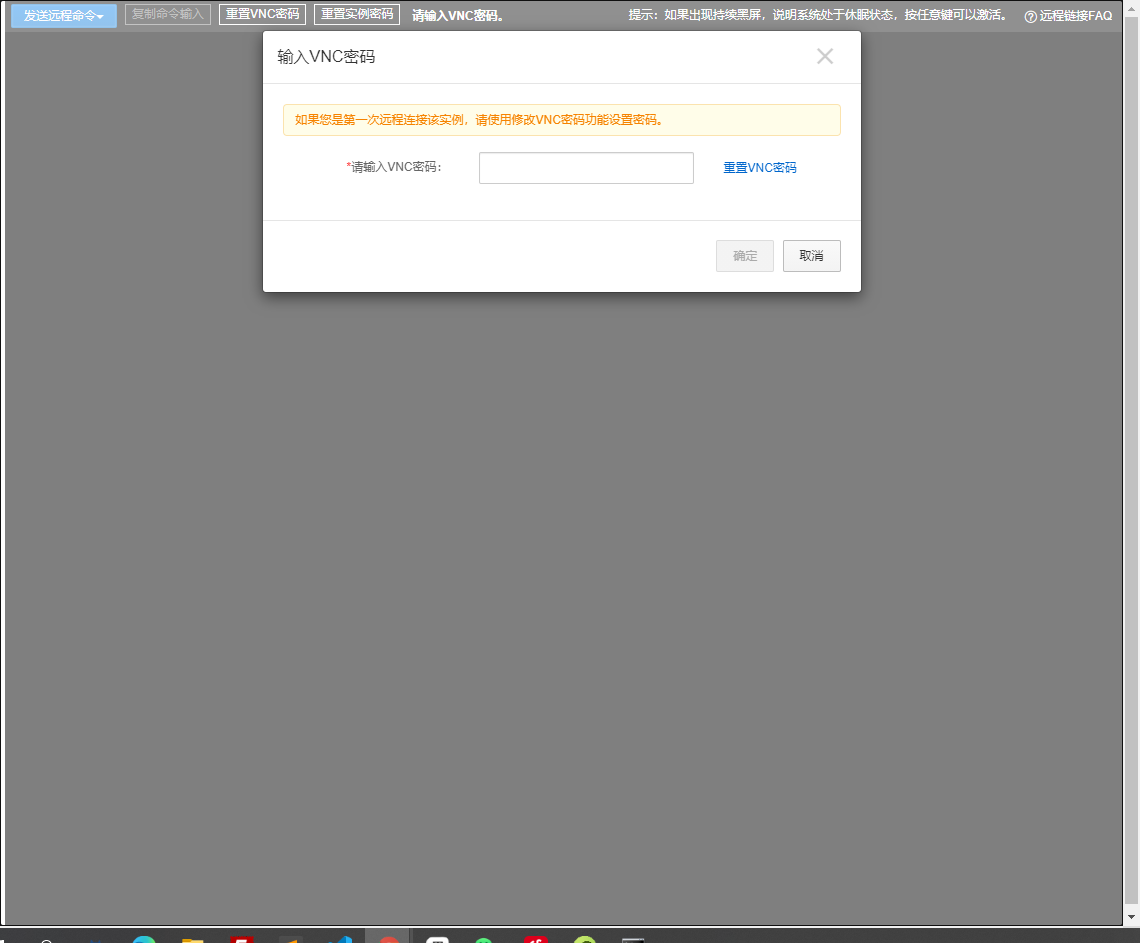 发送远程命令 复制命令输入 重置VNC密码 重置实例密码 请输入VNC密码。 提示：如果出现持续黑屏，说明系统处于休眠状态，按任意键可以激活。 远程链接FAQ
输入VNC密码
如果您是第一次远程连接该实例，请使用修改VNC密码功能设置密码。
*请输入VNC密码： 重置VNC密码
确定 取消